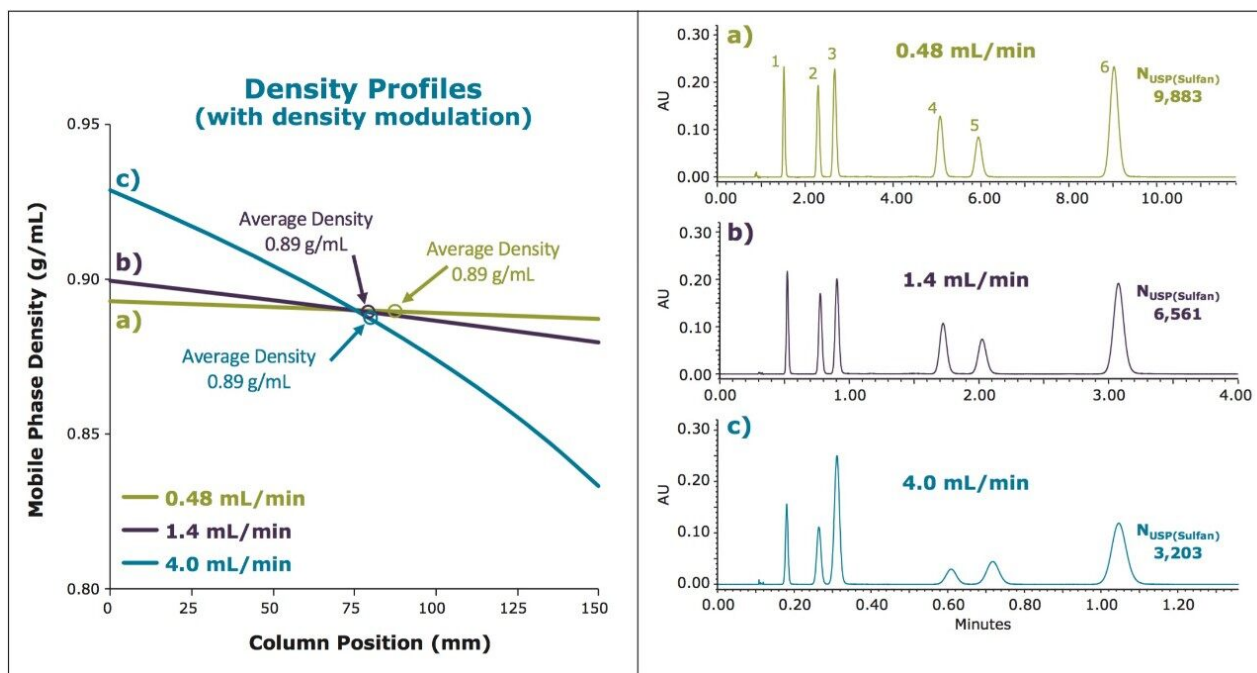 Density Profiles
(with density modulation)
Mobile Phase Density (g/mL)
0.95
0.90
0.85
0.80
c)
b)
a)
Average Density
0.89 g/mL
Average Density
0.89 g/mL
Average Density
0.89 g/mL
0.48 mL/min
1.4 mL/min
4.0 mL/min
0 25 50 75 100 125 150
Column Position (mm)
a)
0.48 mL/min
AU
0.30
0.20
0.10
0.00
1 2 3 4 5 6
NUSP(Sulfan)
9,883
0.00 2.00 4.00 6.00 8.00 10.00
b)
1.4 mL/min
AU
0.30
0.20
0.10
0.00
NUSP(Sulfan)
6,561
0.00 1.00 2.00 3.00 4.00
c)
4.0 mL/min
AU
0.30
0.20
0.10
0.00
NUSP(Sulfan)
3,203
0.00 0.20 0.40 0.60 0.80 1.00 1.20
Minutes